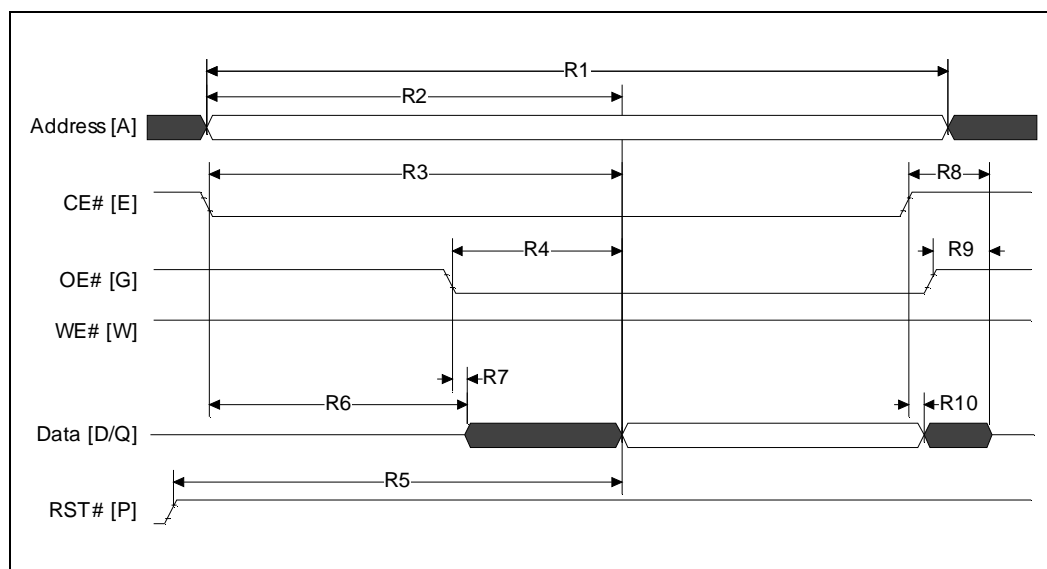 R1
R2
Address [A]
R3
R8
CE# [E]
R4
R9
OE# [G]
WE# [W]
R7
R6
R10
Data [D/Q]
R5
RST# [P]